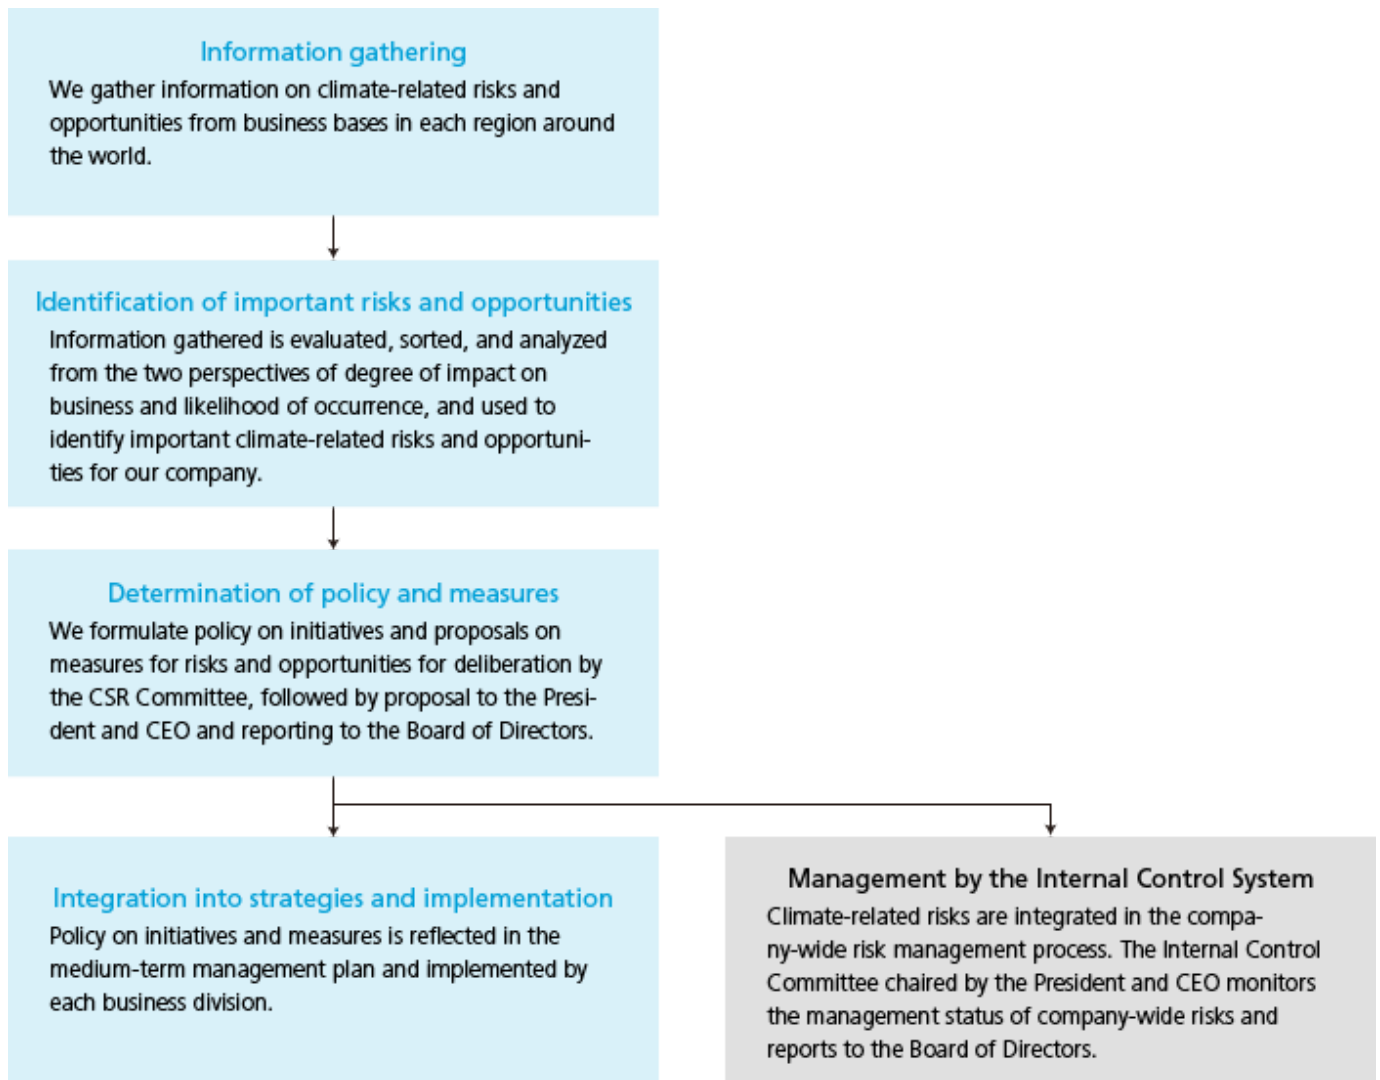 Information gathering
We gather information on climate-related risks and
opportunities from business bases in each region around
the world.
Identification of important risks and opportunities
Information gathered is evaluated, sorted, and analyzed
from the two perspectives of degree of impact on
business and likelihood of occurrence, and used to
identify important climate-related risks and opportuni-
ties for our company.
Determination of policy and measures
We formulate policy on initiatives and proposals on
measures for risks and opportunities for deliberation by
the CSR Committee, followed by proposal to the Presi-
dent and CEO and reporting to the Board of Directors.
Integration into strategies and implementation
Policy on initiatives and measures is reflected in the
medium-term management plan and implemented by
each business division.
Management by the Internal Control System
Climate-related risks are integrated in the compa-
ny-wide risk management process. The Internal Control
Committee chaired by the President and CEO monitors
the management status of company-wide risks and
reports to the Board of Directors.